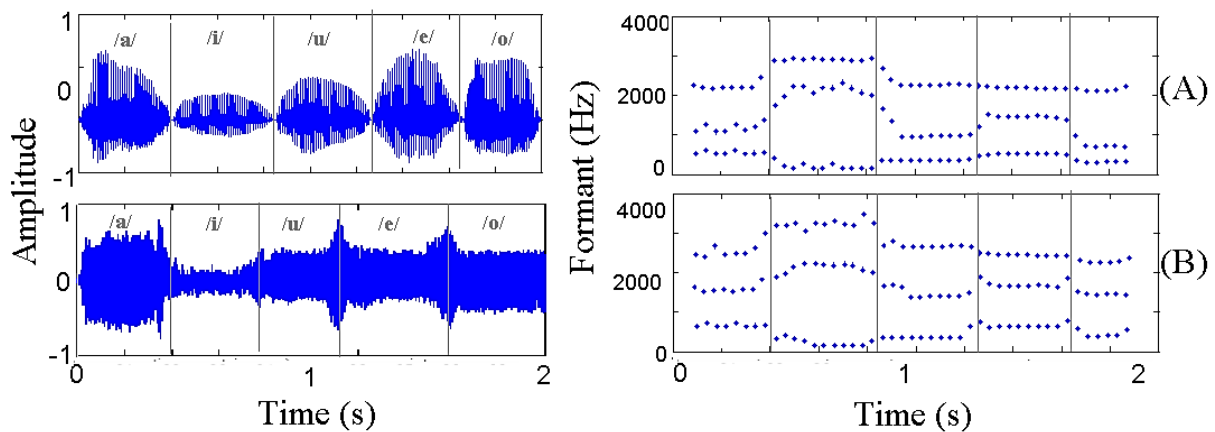 Amplitude
1
0
-1
/a/ /i/ /u/ /e/ /o/
1
0
-1
/a/ /i/ /u/ /e/ /o/
0 1 2
Time (s)
Formant (Hz)
4000
2000
0
(A)
4000
2000
0
(B)
0 1 2
Time (s)